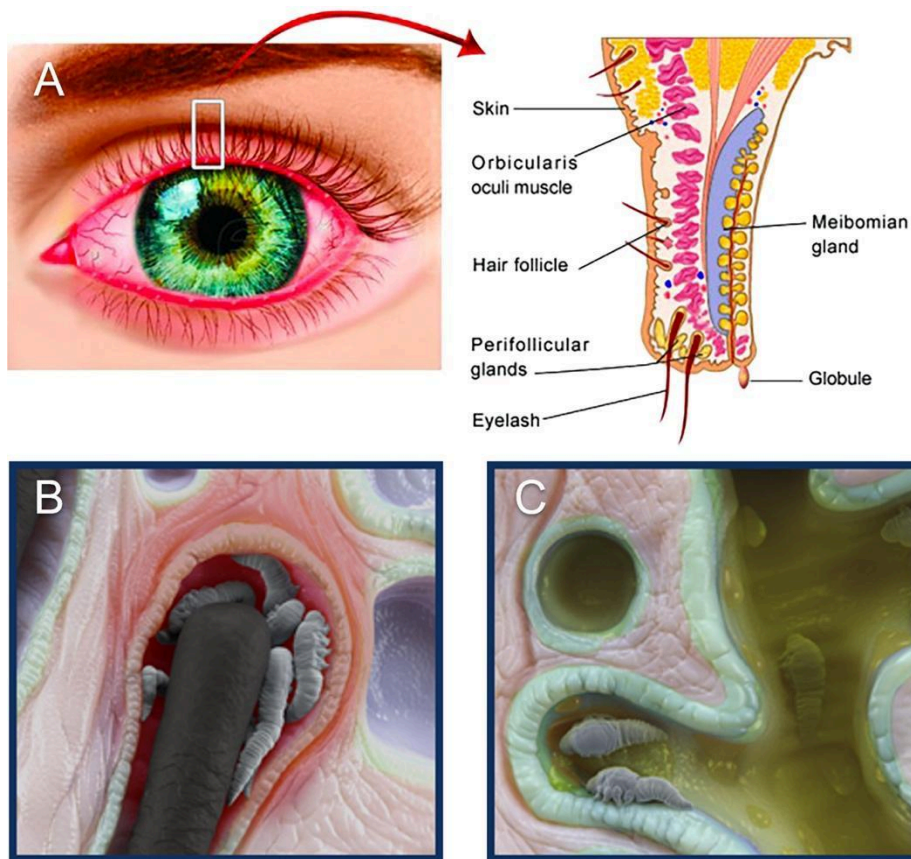 A
Skin
Orbicularis
oculi muscle
Hair follicle
Perifollicular
glands
Eyelash
Meibomian
gland
Globule
B
C